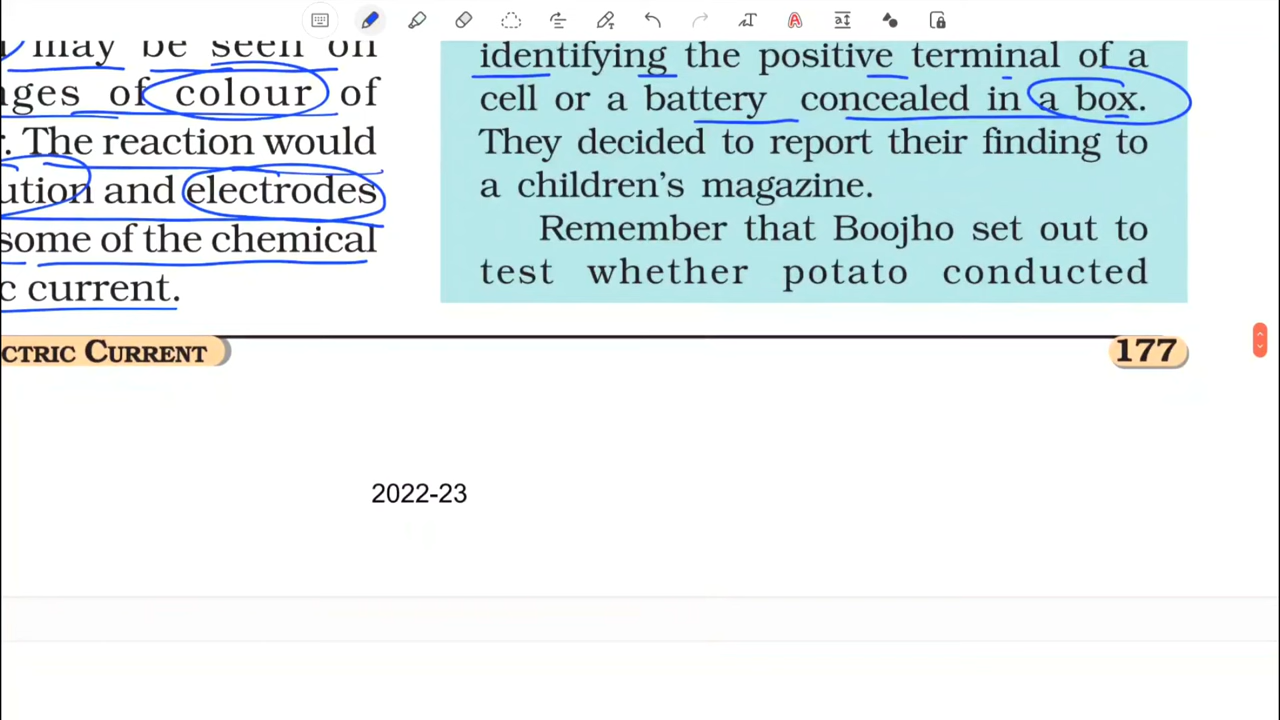 may be seen on
ges of colour of
. The reaction would
ution and electrodes
some of the chemical
c current.
identifying the positive terminal of a
cell or a battery concealed in a box.
They decided to report their finding to
a children's magazine.
Remember that Boojho set out to
test whether potato conducted
CTRIC CURRENT
177
2022-23